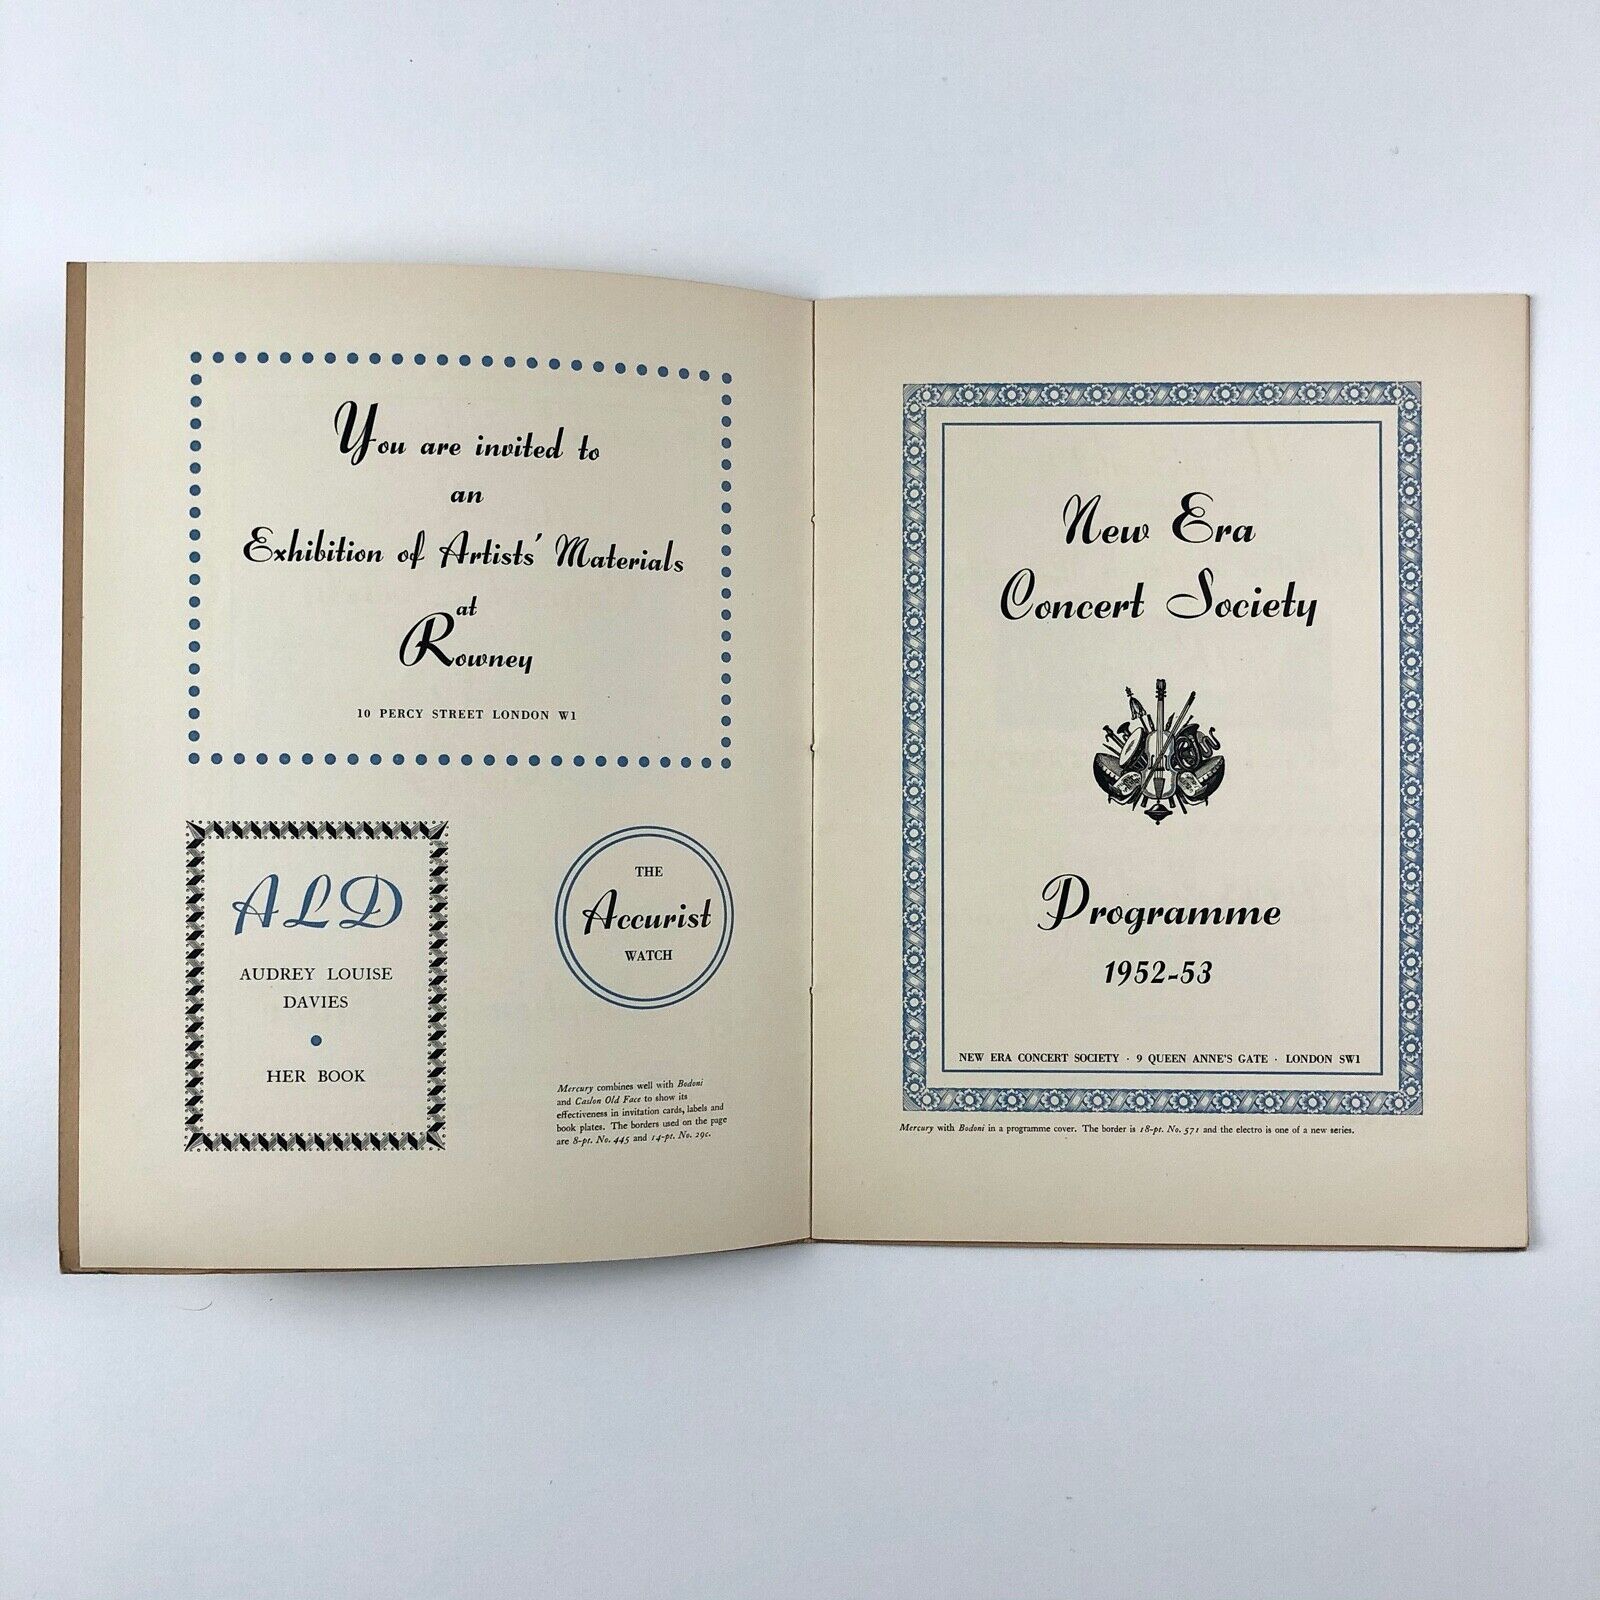 You are invited to
an
Exhibition of Artists' Materials
at
Rowney
10 PERCY STREET LONDON W1
ALD
AUDREY LOUISE
DAVIES
HER BOOK
THE
Accurist
WATCH
Mercury combines well with Bodoni
and Caslon Old Face to show its
effectiveness in invitation cards, labels and
book plates. The borders used on the page
are 8-pt. No. 445 and 14-pt. No. 29c.
New Era
Concert Society
Programme
1952-53
NEW ERA CONCERT SOCIETY · 9 QUEEN ANNE'S GATE · LONDON SW1
Mercury with Bodoni in a programme cover. The border is 18-pt. No. 571 and the electro is one of a new series.